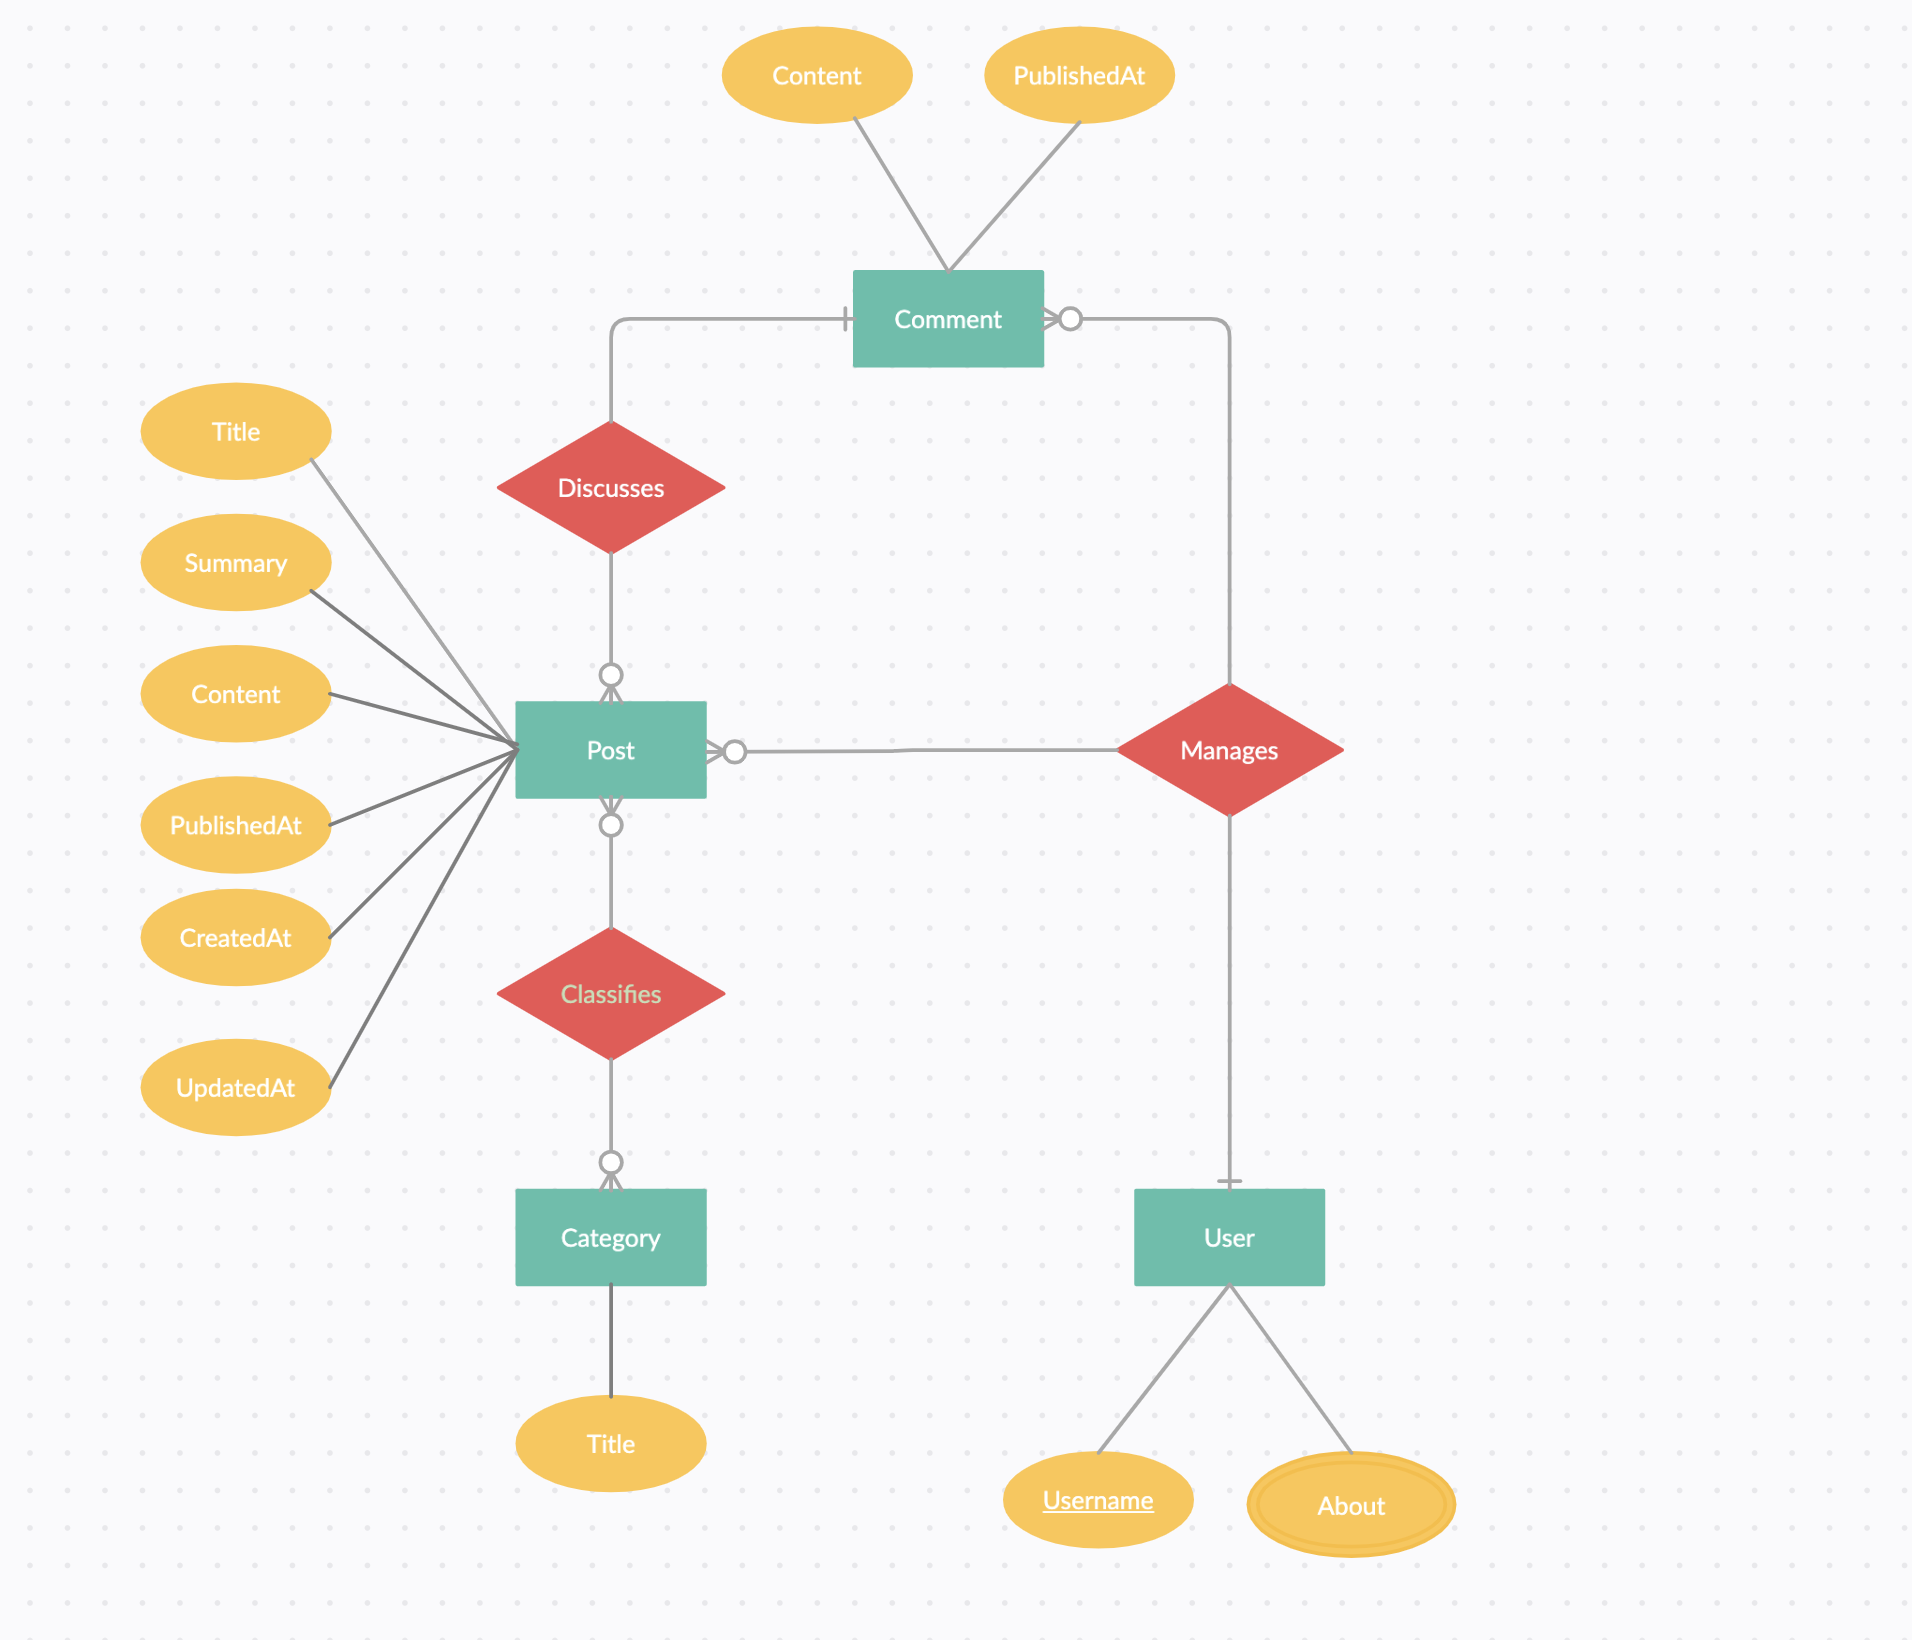 Content
PublishedAt
Comment
Title
Discusses
Summary
Content
Post
Manages
PublishedAt
CreatedAt
Classifies
UpdatedAt
Category
User
Title
Username
About